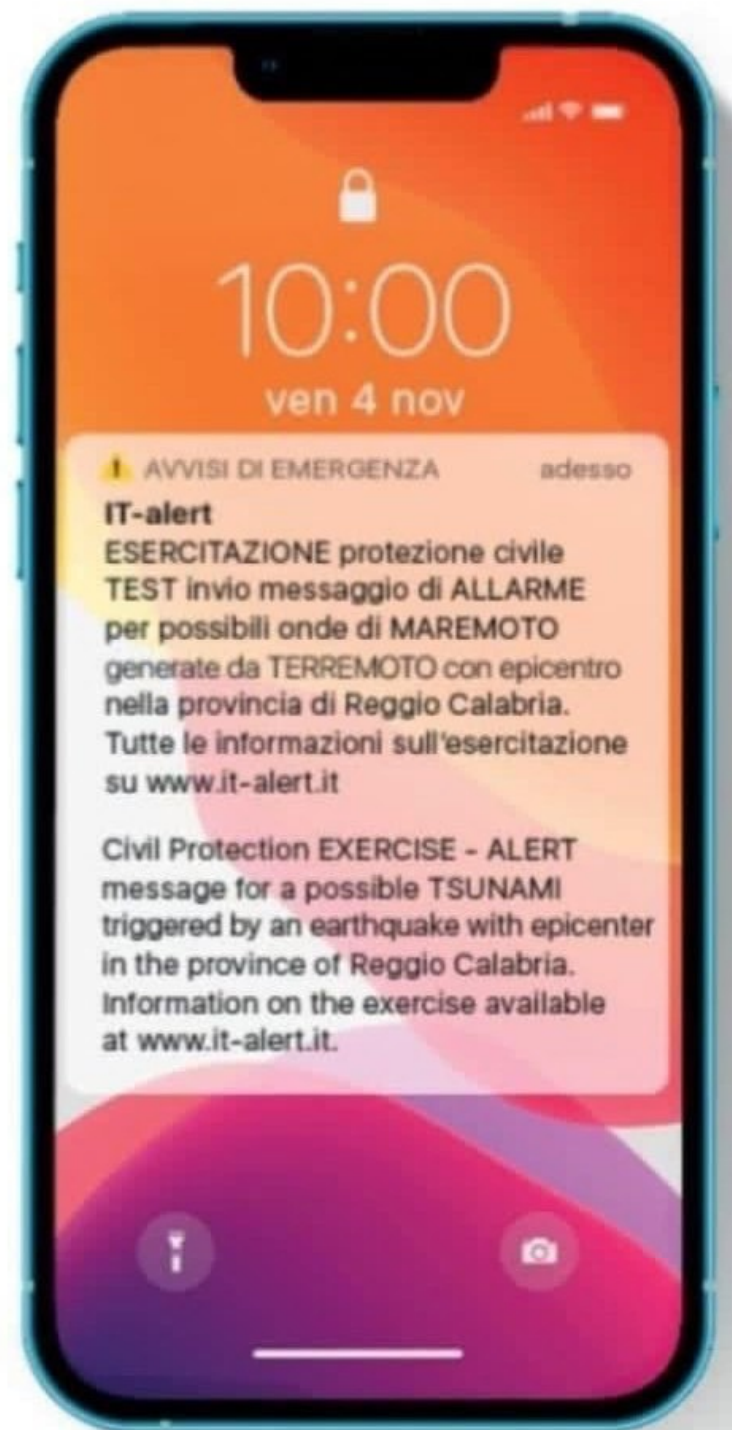 10:00
ven 4 nov
AVVISI DI EMERGENZA adesso
IT-alert
ESERCITAZIONE protezione civile
TEST invio messaggio di ALLARME
per possibili onde di MAREMOTO
generate da TERREMOTO con epicentro
nella provincia di Reggio Calabria.
Tutte le informazioni sull'esercitazione
su www.it-alert.it
Civil Protection EXERCISE - ALERT
message for a possible TSUNAMI
triggered by an earthquake with epicenter
in the province of Reggio Calabria.
Information on the exercise available
at www.it-alert.it.